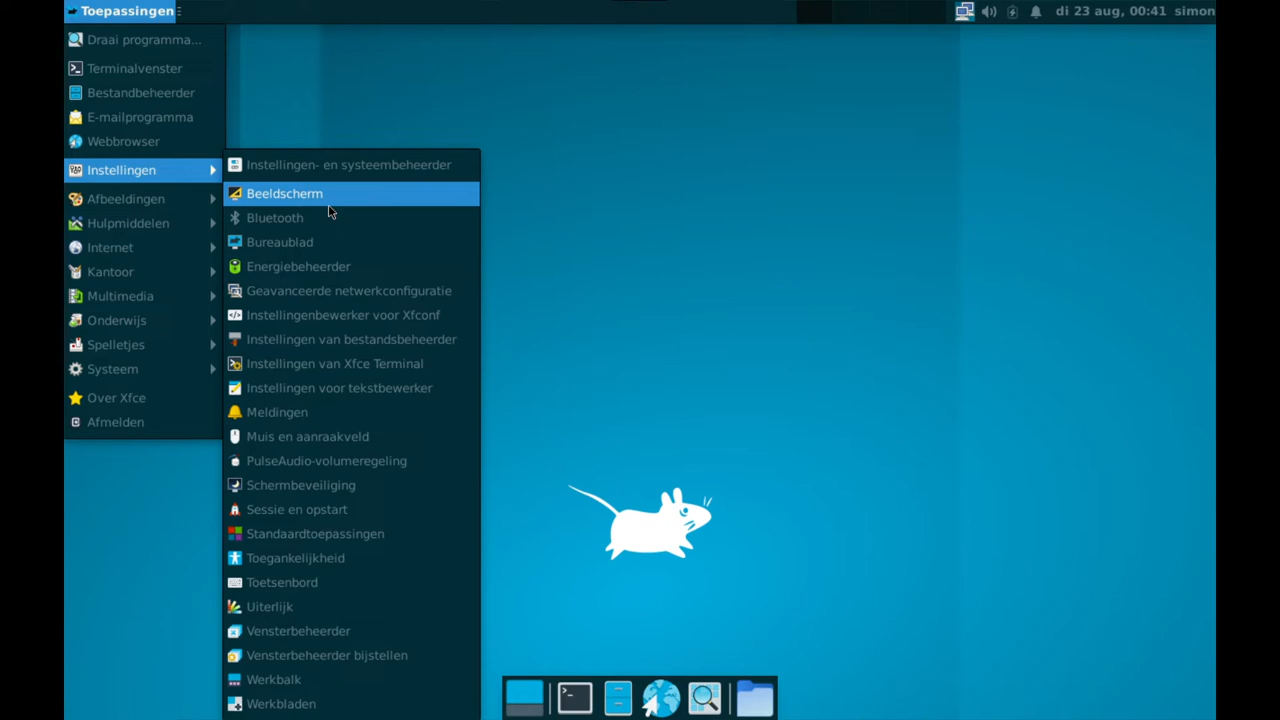 Toepassingen
di 23 aug, 00:41 simon
Draai programma...
Terminalvenster
Bestandbeheerder
E-mailprogramma
Webbrowser
Instellingen
Afbeeldingen
Hulpmiddelen
Internet
Kantoor
Multimedia
Onderwijs
Spelletjes
Systeem
Over Xfce
Afmelden
Instellingen- en systeembeheerder
Beeldscherm
Bluetooth
Bureaublad
Energiebeheerder
Geavanceerde netwerkconfiguratie
Instellingenbewerker voor Xfconf
Instellingen van bestandsbeheerder
Instellingen van Xfce Terminal
Instellingen voor tekstbewerker
Meldingen
Muis en aanraakveld
PulseAudio-volumeregeling
Schermbeveiliging
Sessie en opstart
Standaardtoepassingen
Toegankelijkheid
Toetsenbord
Uiterlijk
Vensterbeheerder
Vensterbeheerder bijstellen
Werkbalk
Werkbladen